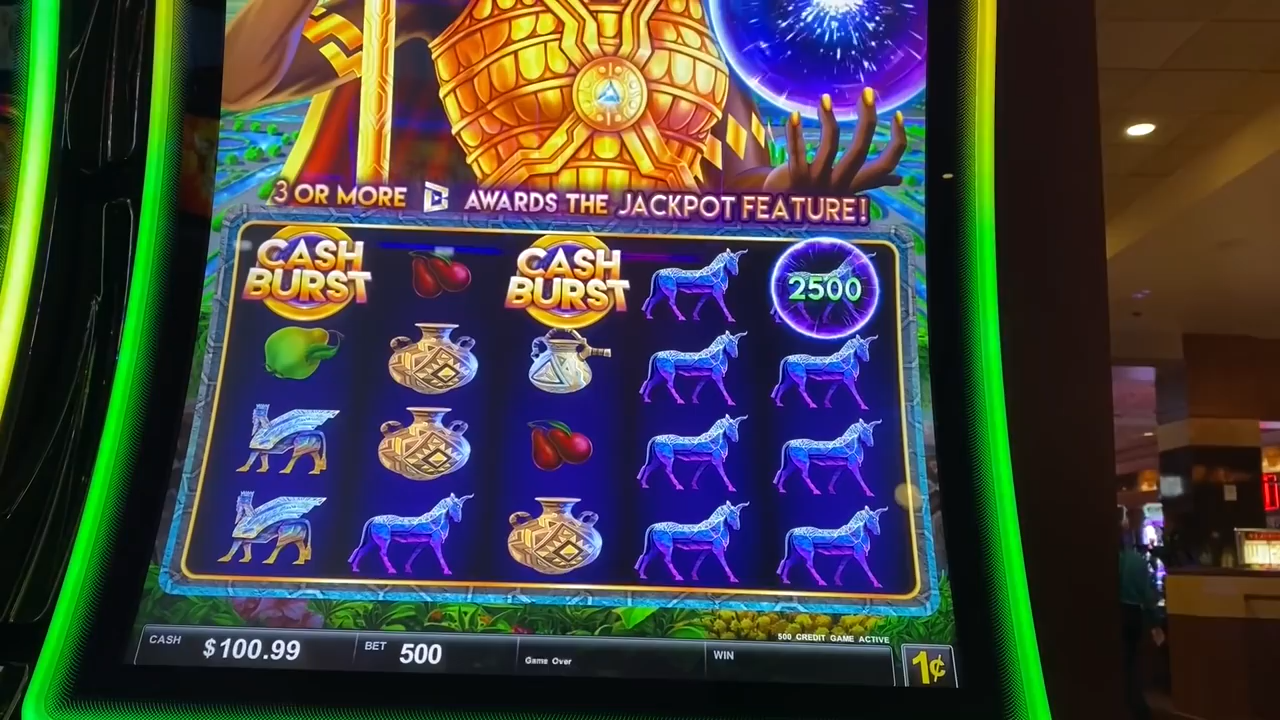 3 OR MORE B AWARDS THE JACKPOT FEATURE!
CASH BURST
CASH BURST
2500
500 CREDIT GAME ACTIVE
CASH $100.99 BET 500 Game Over WIN 1¢